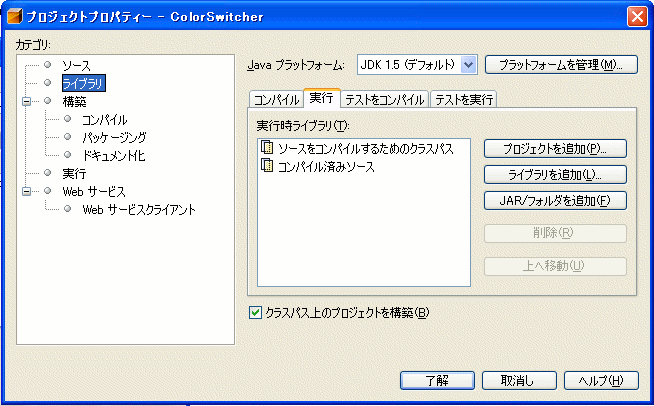 プロジェクトプロパティー - ColorSwitcher
カテゴリ:
ソース
ライブラリ
構築
コンパイル
パッケージング
ドキュメント化
実行
Web サービス
Web サービスクライアント
Java プラットフォーム: JDK 1.5 (デフォルト) プラットフォームを管理(M)...
コンパイル 実行 テストをコンパイル テストを実行
実行時ライブラリ(T):
ソースをコンパイルするためのクラスパス
コンパイル済みソース
プロジェクトを追加(P)...
ライブラリを追加(L)...
JAR/フォルダを追加(F)
削除(R)
上へ移動(U)
クラスパス上のプロジェクトを構築(B)
了解 取消し ヘルプ(H)